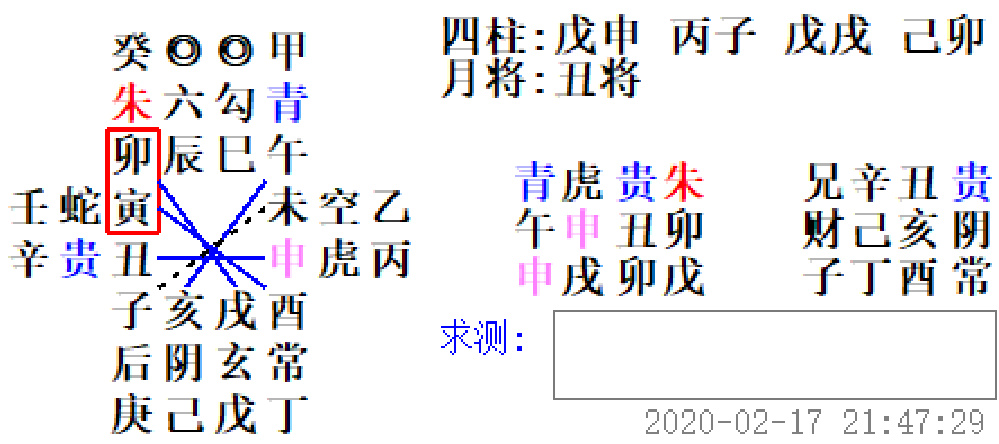 癸 ◎ ◎ 甲
朱 六 勾 青
卯 辰 巳 午
壬 蛇 寅 未 空 乙
辛 贵 丑 申 虎 丙
子 亥 戌 酉
后 阴 玄 常
庚 己 戊 丁
四柱:戊申 丙子 戊戌 己卯
月将:丑将
青 虎 贵 朱 兄 辛 丑 贵
午 申 丑 卯 财 己 亥 阴
申 戌 卯 戊 子 丁 酉 常
求测:
2020-02-17 21:47:29